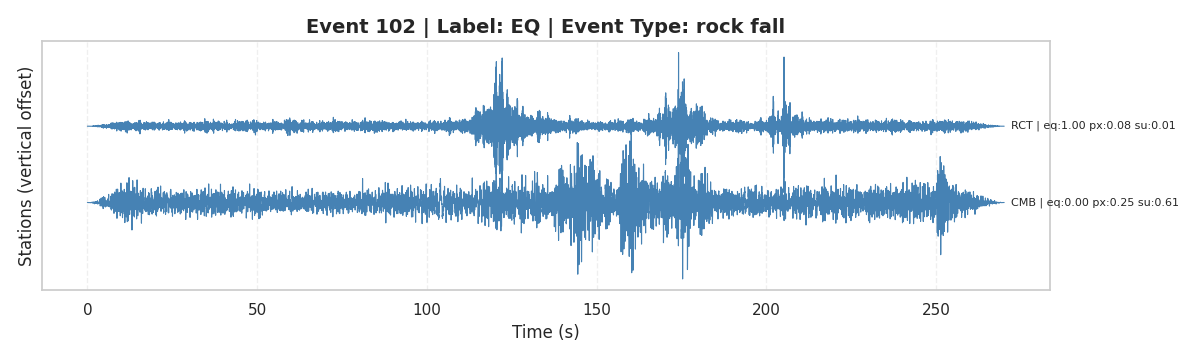 Event 102 | Label: EQ | Event Type: rock fall
Stations (vertical offset)
RCT | eq:1.00 px:0.08 su:0.01
CMB | eq:0.00 px:0.25 su:0.61
0 50 100 150 200 250
Time (s)